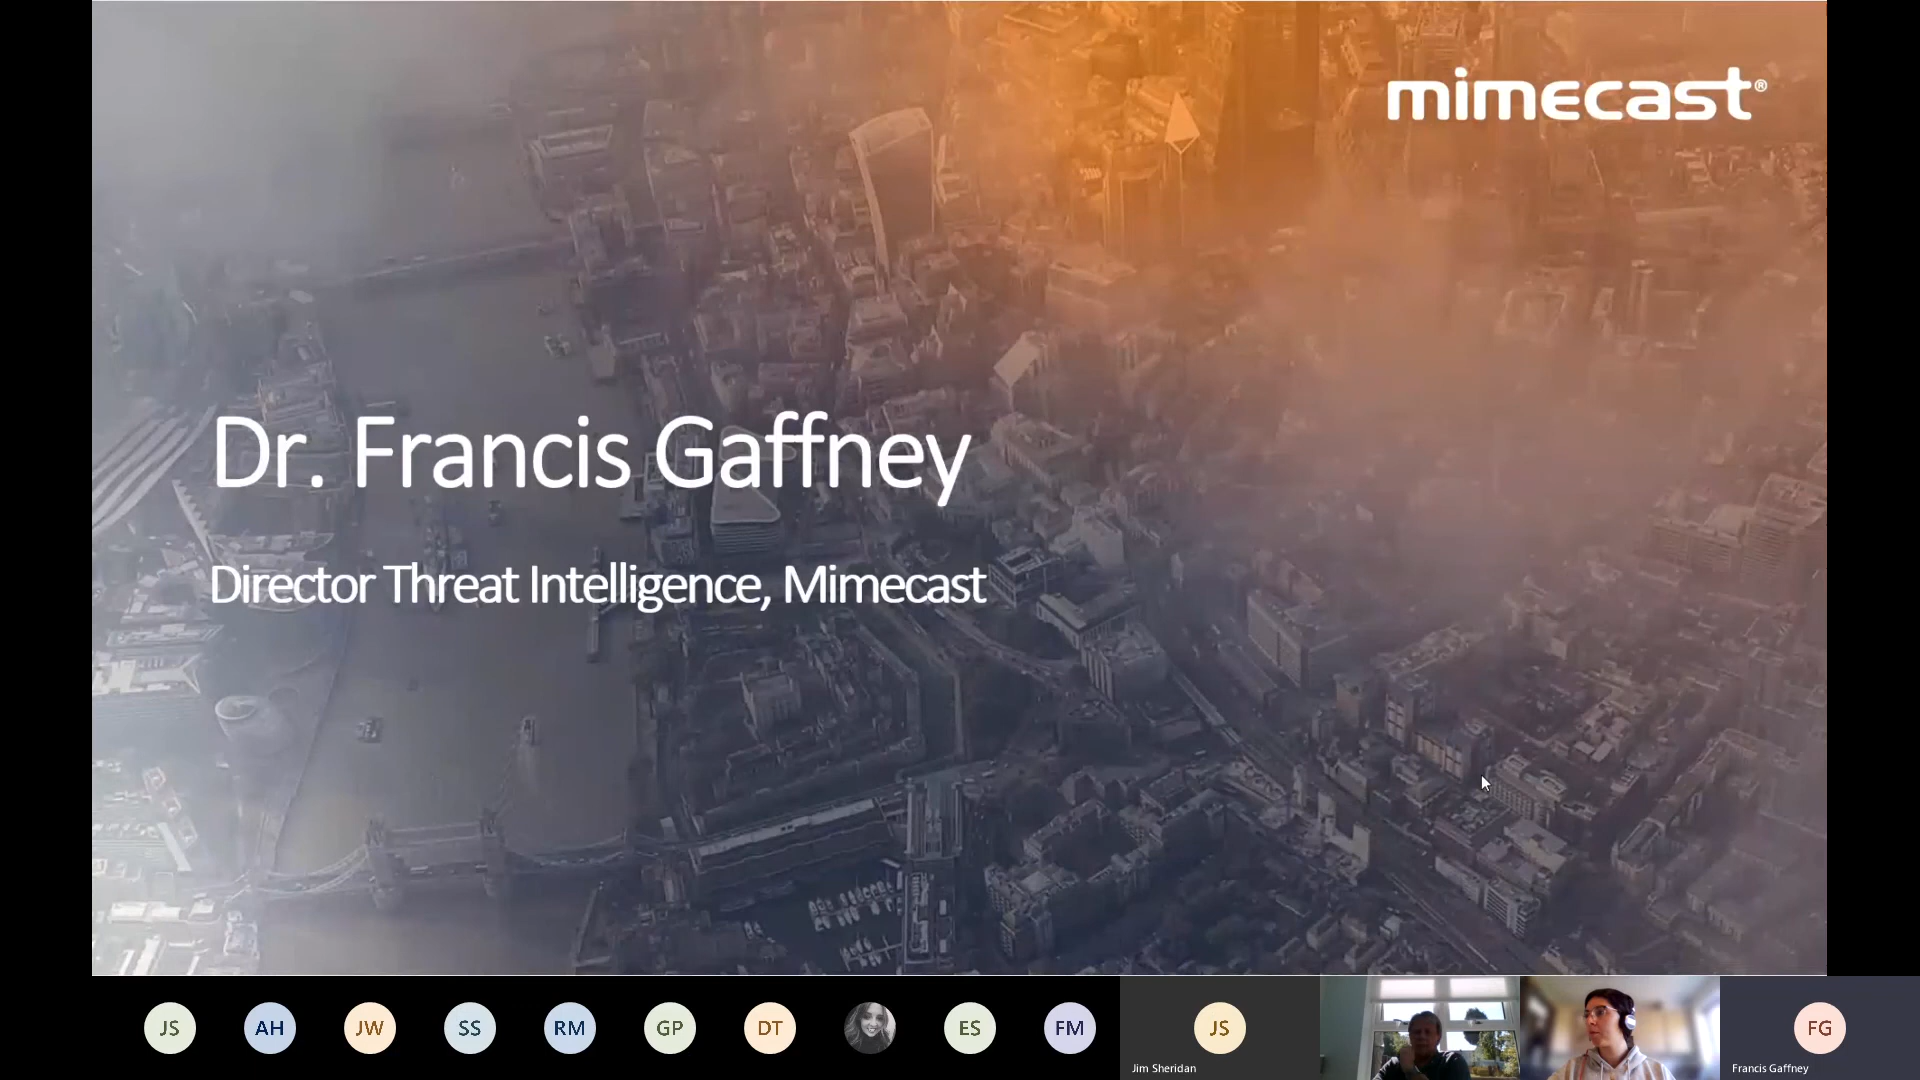 mimecast®
Dr. Francis Gaffney
Director Threat Intelligence, Mimecast
JS
AH
JW
SS
RM
GP
DT
ES
FM
JS
Jim Sheridan
FG
Francis Gaffney